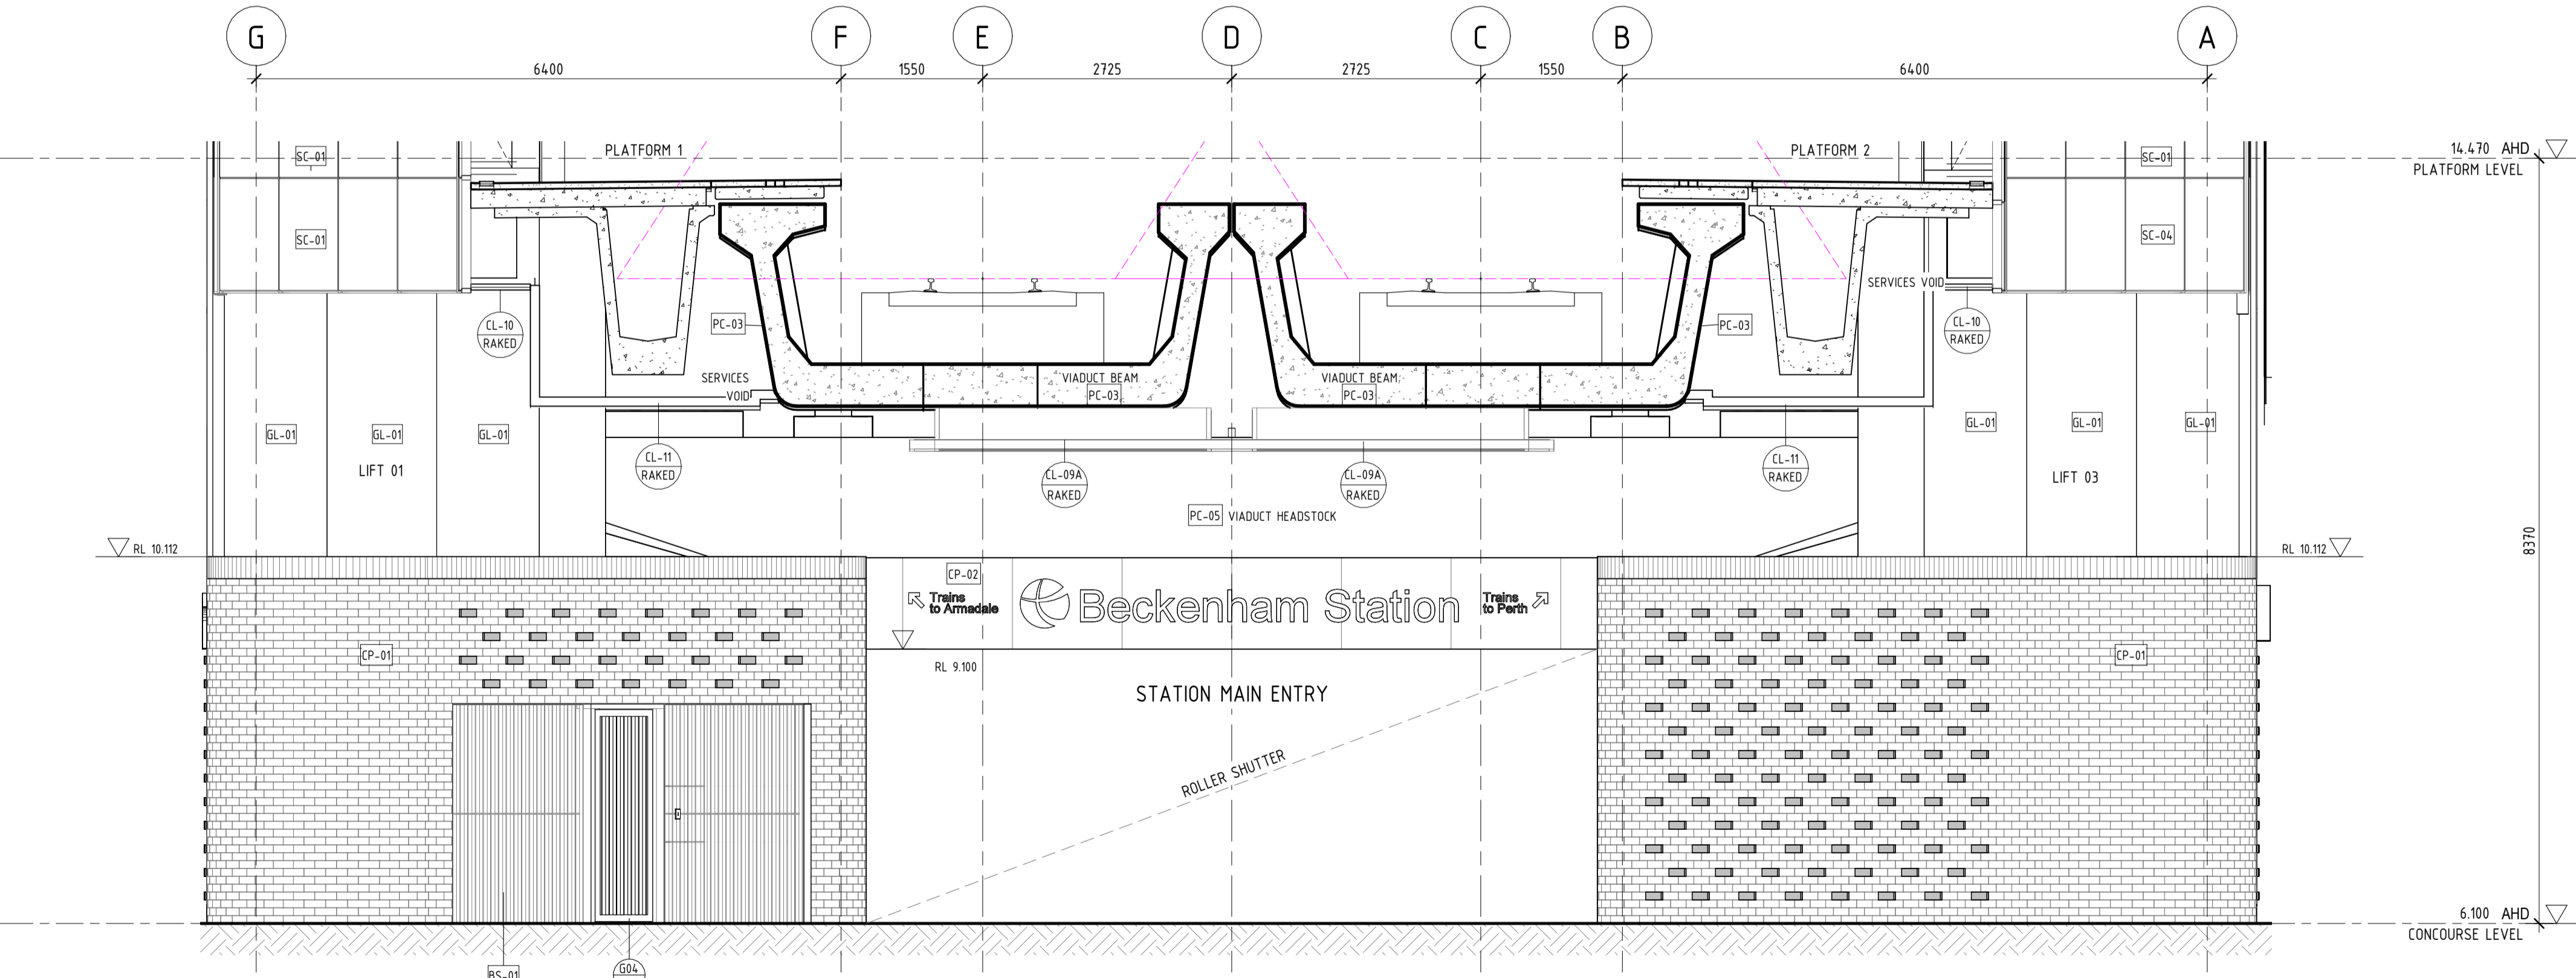 G F E D C B A
6400 1550 2725 2725 1550 6400
SC-01 PLATFORM 1 PLATFORM 2 SC-01 14.470 AHD
PLATFORM LEVEL
SC-01 SC-04
SERVICES VOID
CL-10
RAKED
PC-03 PC-03
CL-10
RAKED
SERVICES
VOID
VIADUCT BEAM
PC-03
VIADUCT BEAM
PC-03
GL-01 GL-01 GL-01 GL-01 GL-01 GL-01
LIFT 01
CL-11
RAKED
CL-09A
RAKED
CL-09A
RAKED
CL-11
RAKED
LIFT 03
PC-05 VIADUCT HEADSTOCK
RL 10.112 RL 10.112
8370
CP-02
Trains
to Armadale
Beckenham Station
Trains
to Perth
CP-01 CP-01
RL 9.100
STATION MAIN ENTRY
ROLLER SHUTTER
6.100 AHD
CONCOURSE LEVEL
BS-01 G04